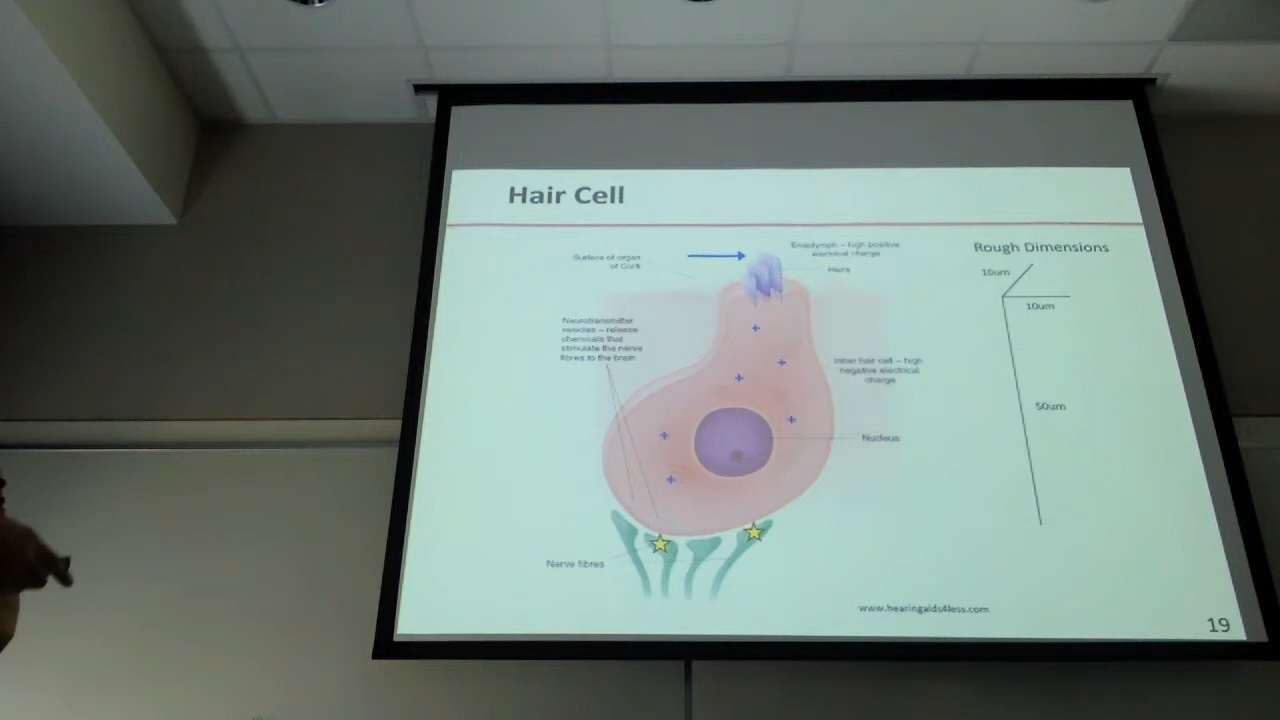 Hair Cell
Surface of organ
of Corti
Endolymph – high positive
electrical charge
Hairs
Rough Dimensions
10um
10um
Neurotransmitter
vesicles – release
chemicals that
stimulate the nerve
fibres to the brain
Inner hair cell – high
negative electrical
charge
50um
Nucleus
Nerve fibres
www.hearingaids4less.com
19